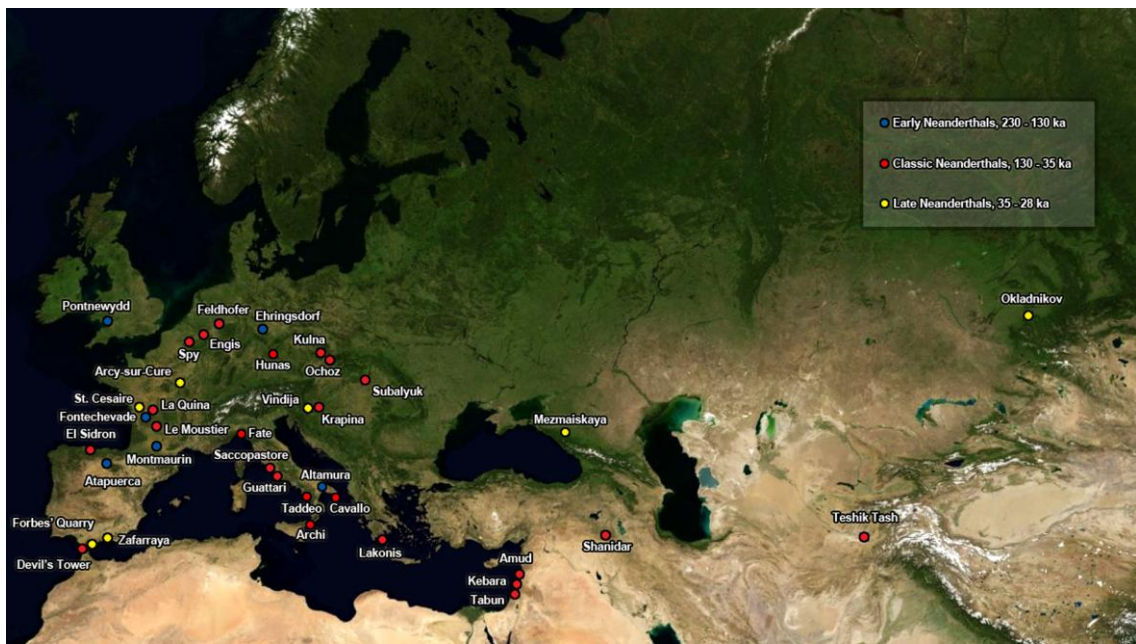 Early Neanderthals, 230 - 130 ka
Classic Neanderthals, 130 - 35 ka
Late Neanderthals, 35 - 28 ka
Okladnikov
Pontnewydd
Feldhofer
Ehringsdorf
Engis
Spy
Kulna
Hunas
Ochoz
Arcy-sur-Cure
Subalyuk
St. Cesaire
La Quina
Vindija
Fontechevade
Krapina
Mezmaiskaya
Le Moustier
El Sidron
Fate
Montmaurin
Saccopastore
Atapuerca
Altamura
Guattari
Taddeo
Cavallo
Teshik Tash
Forbes' Quarry
Zafarraya
Archi
Lakonis
Shanidar
Devil's Tower
Amud
Kebara
Tabun